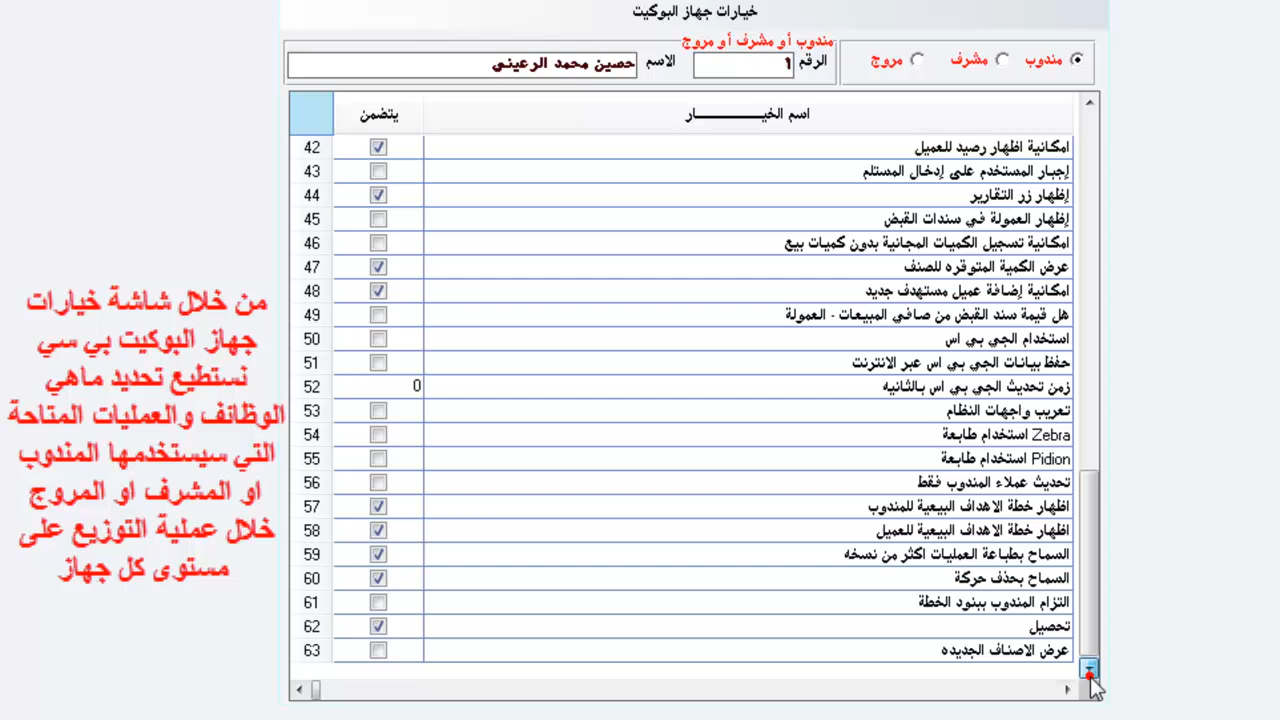 خيارات جهاز البوكيت
مندوب مشرف مروج
مندوب أو مشرف أو مروج
الرقم 1 الاسم حصين محمد الرعيني
اسم الخيـــــــــار يتضمن
امكانية اظهار رصيد للعميل 42
إجبار المستخدم على إدخال المستلم 43
إظهار زر التقارير 44
إظهار العمولة في سندات القبض 45
امكانية تسجيل الكميات المجانية بدون كميات بيع 46
عرض الكمية المتوفره للصنف 47
امكانية إضافة عميل مستهدف جديد 48
هل قيمة سند القبض من صافي المبيعات - العمولة 49
استخدام الجي بي اس 50
حفظ بيانات الجي بي اس عبر الانترنت 51
زمن تحديث الجي بي اس بالثانيه 0 52
تعريب واجهات النظام 53
Zebra استخدام طابعة 54
Pidion استخدام طابعة 55
تحديث عملاء المندوب فقط 56
اظهار خطة الاهداف البيعية للمندوب 57
اظهار خطة الاهداف البيعية للعميل 58
السماح بطباعة العمليات اكثر من نسخه 59
السماح بحذف حركة 60
التزام المندوب ببنود الخطة 61
تحصيل 62
عرض الاصناف الجديده 63
من خلال شاشة خيارات
جهاز البوكيت بي سي
نستطيع تحديد ماهي
الوظائف والعمليات المتاحة
التي سيستخدمها المندوب
او المشرف او المروج
خلال عملية التوزيع على
مستوى كل جهاز